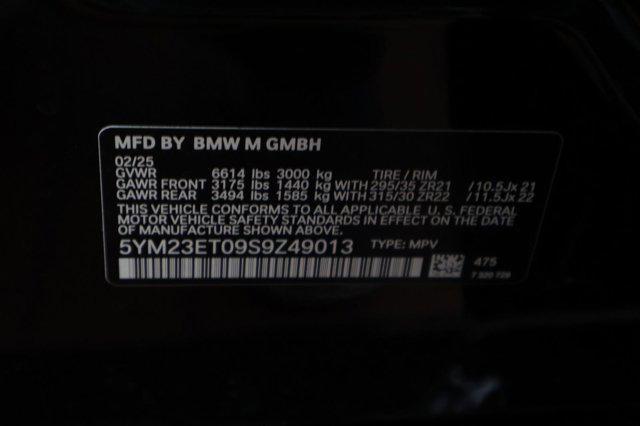 MFD BY BMW M GMBH
02/25
GVWR 6614 lbs 3000 kg TIRE / RIM
GAWR FRONT 3175 lbs 1440 kg WITH 295/35 ZR21 /10.5Jx 21
GAWR REAR 3494 lbs 1585 kg WITH 315/30 ZR22 /11.5Jx 22
THIS VEHICLE CONFORMS TO ALL APPLICABLE U. S. FEDERAL
MOTOR VEHICLE SAFETY STANDARDS IN EFFECT ON THE DATE OF
MANUFACTURE SHOWN ABOVE.
5YM23ET09S9Z49013 TYPE: MPV
475
7 920 729